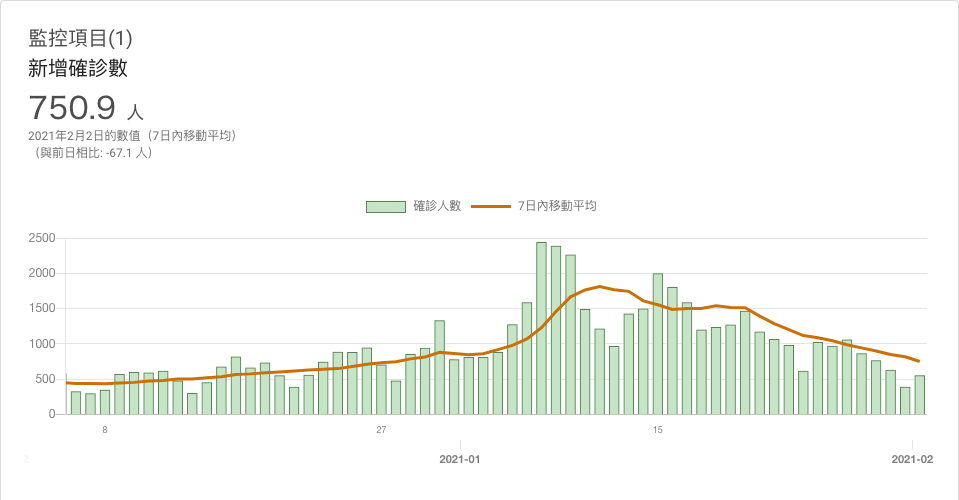 監控項目(1)
新增確診數
750.9 人
2021年2月2日的數值（7日內移動平均）
（與前日相比: -67.1 人）
確診人數 7日內移動平均
2500
2000
1500
1000
500
0
8 27 15
2021-01 2021-02